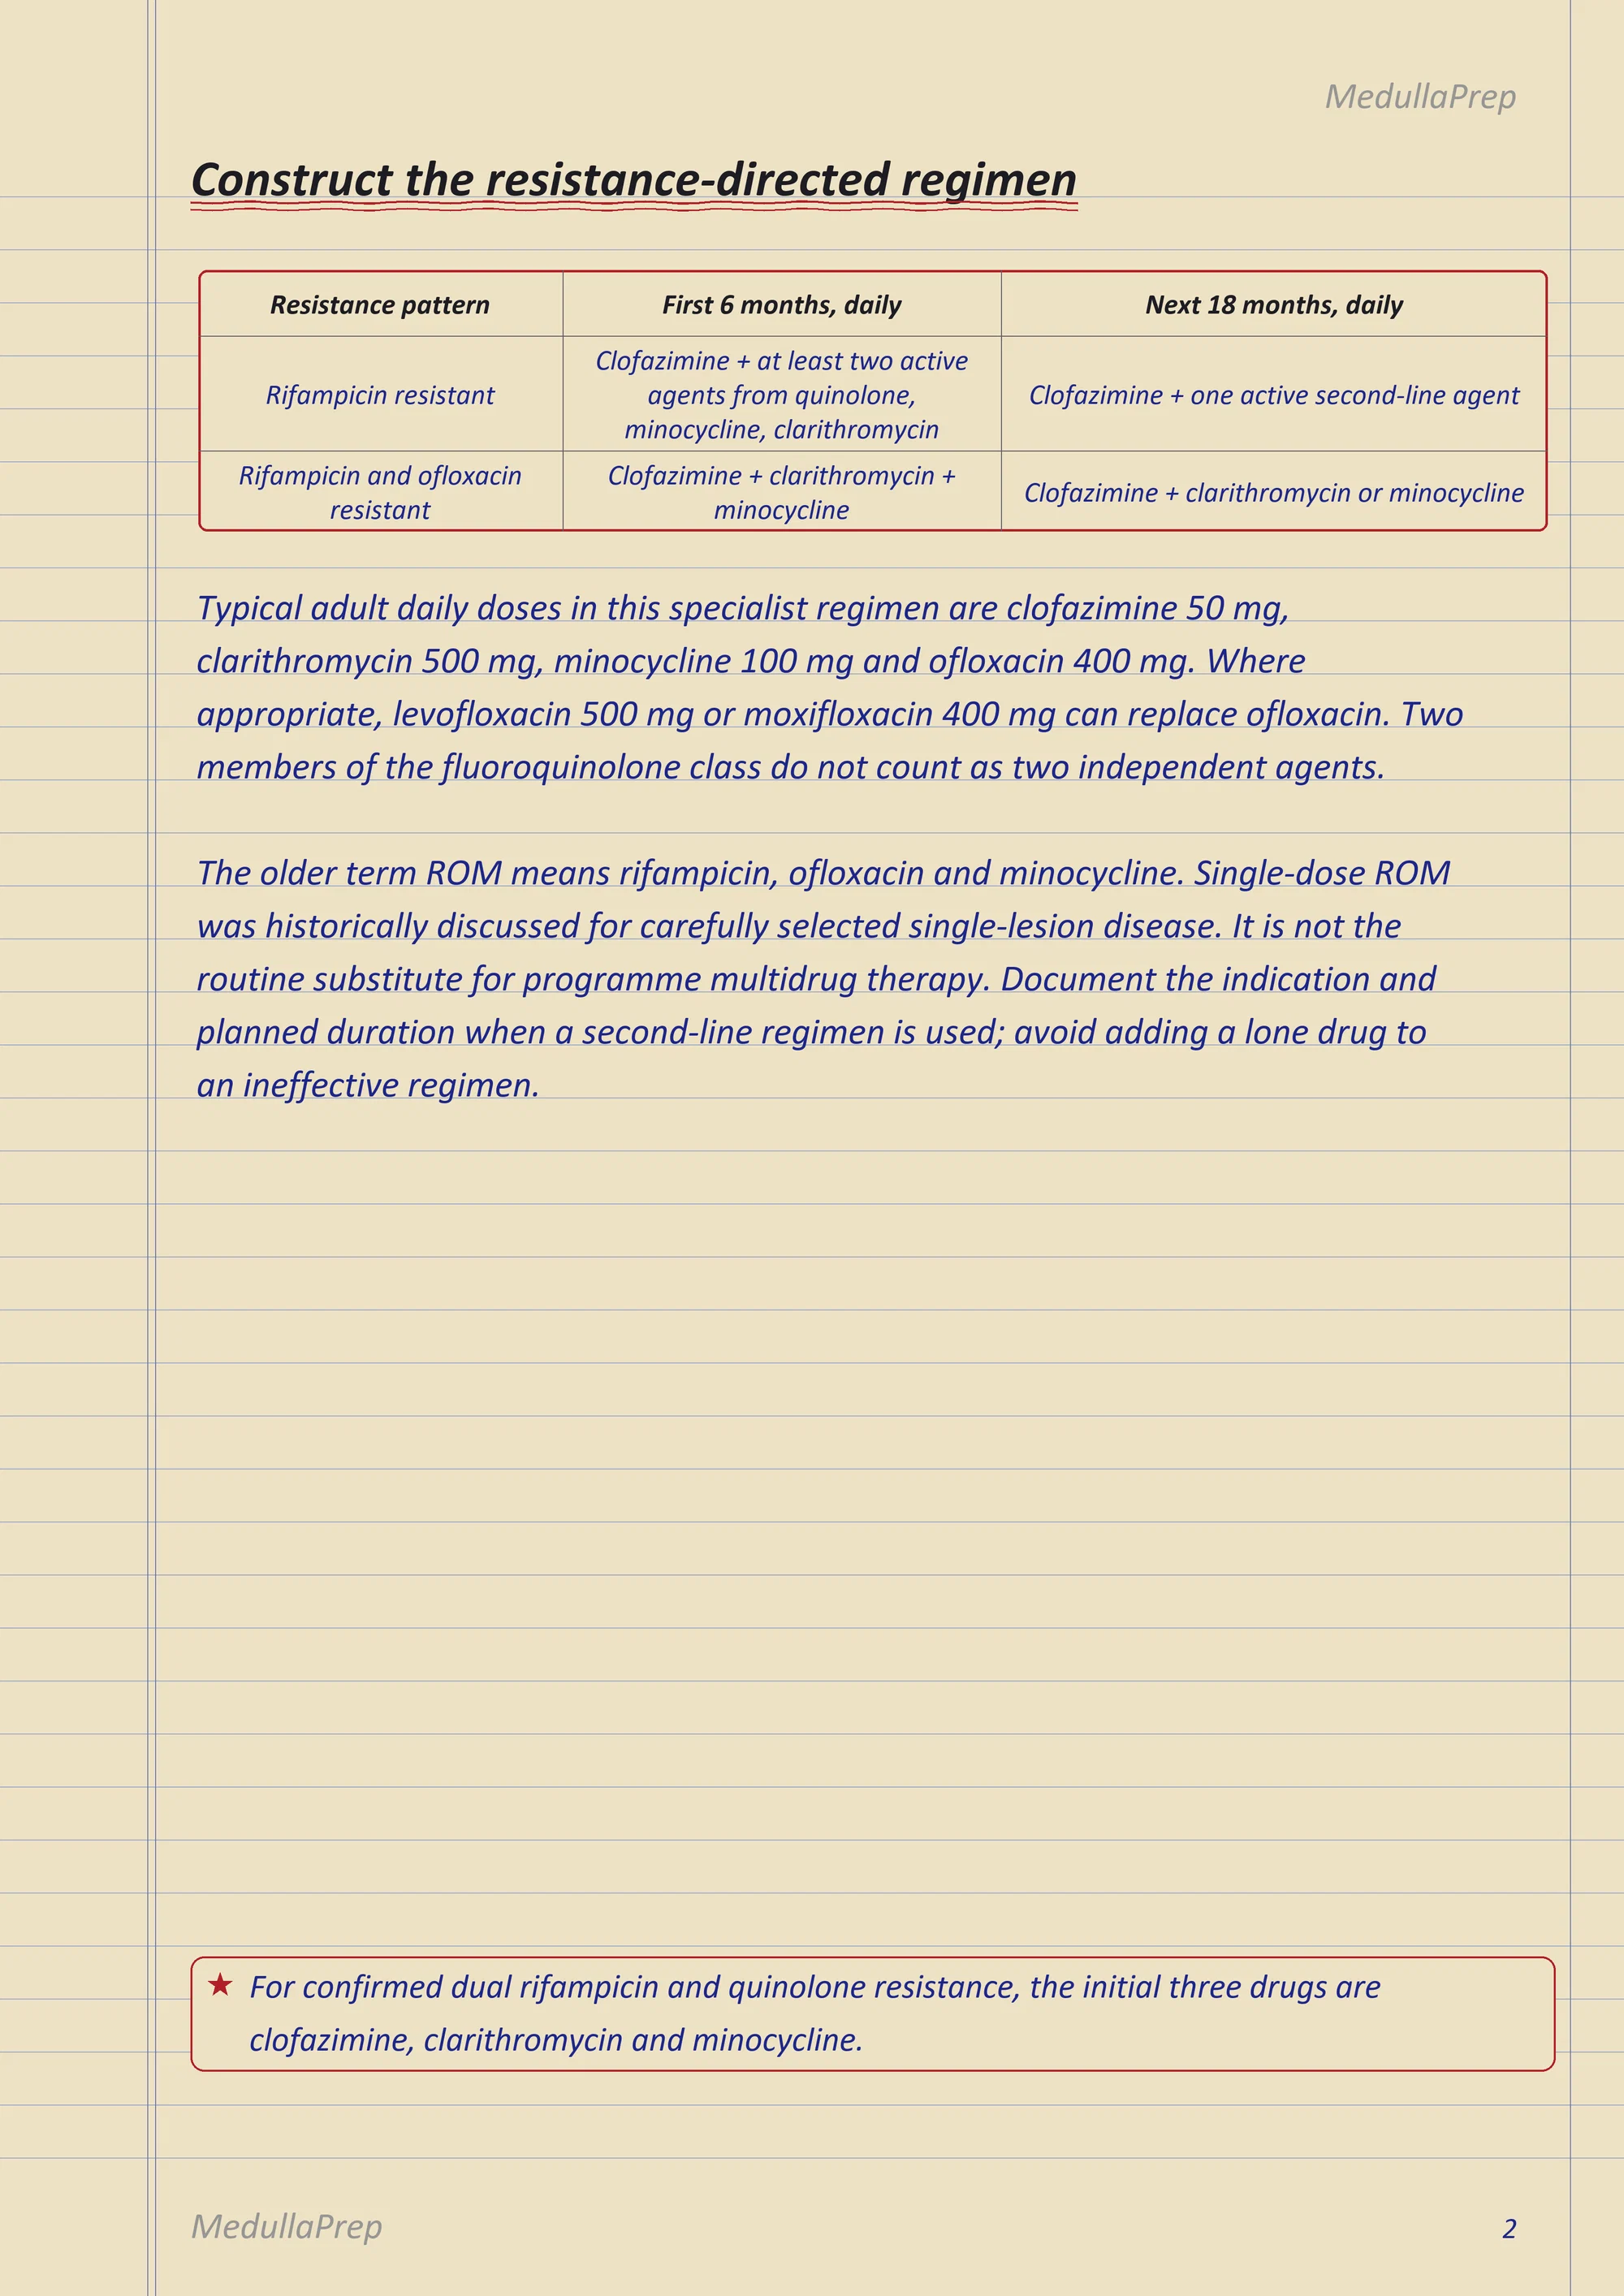 MedullaPrep
Construct the resistance-directed regimen
Resistance pattern
First 6 months, daily
Next 18 months, daily
Rifampicin resistant
Clofazimine + at least two active
agents from quinolone,
minocycline, clarithromycin
Clofazimine + one active second-line agent
Rifampicin and ofloxacin
resistant
Clofazimine + clarithromycin +
minocycline
Clofazimine + clarithromycin or minocycline
Typical adult daily doses in this specialist regimen are clofazimine 50 mg,
clarithromycin 500 mg, minocycline 100 mg and ofloxacin 400 mg. Where
appropriate, levofloxacin 500 mg or moxifloxacin 400 mg can replace ofloxacin. Two
members of the fluoroquinolone class do not count as two independent agents.
The older term ROM means rifampicin, ofloxacin and minocycline. Single-dose ROM
was historically discussed for carefully selected single-lesion disease. It is not the
routine substitute for programme multidrug therapy. Document the indication and
planned duration when a second-line regimen is used; avoid adding a lone drug to
an ineffective regimen.
★ For confirmed dual rifampicin and quinolone resistance, the initial three drugs are
clofazimine, clarithromycin and minocycline.
MedullaPrep
2